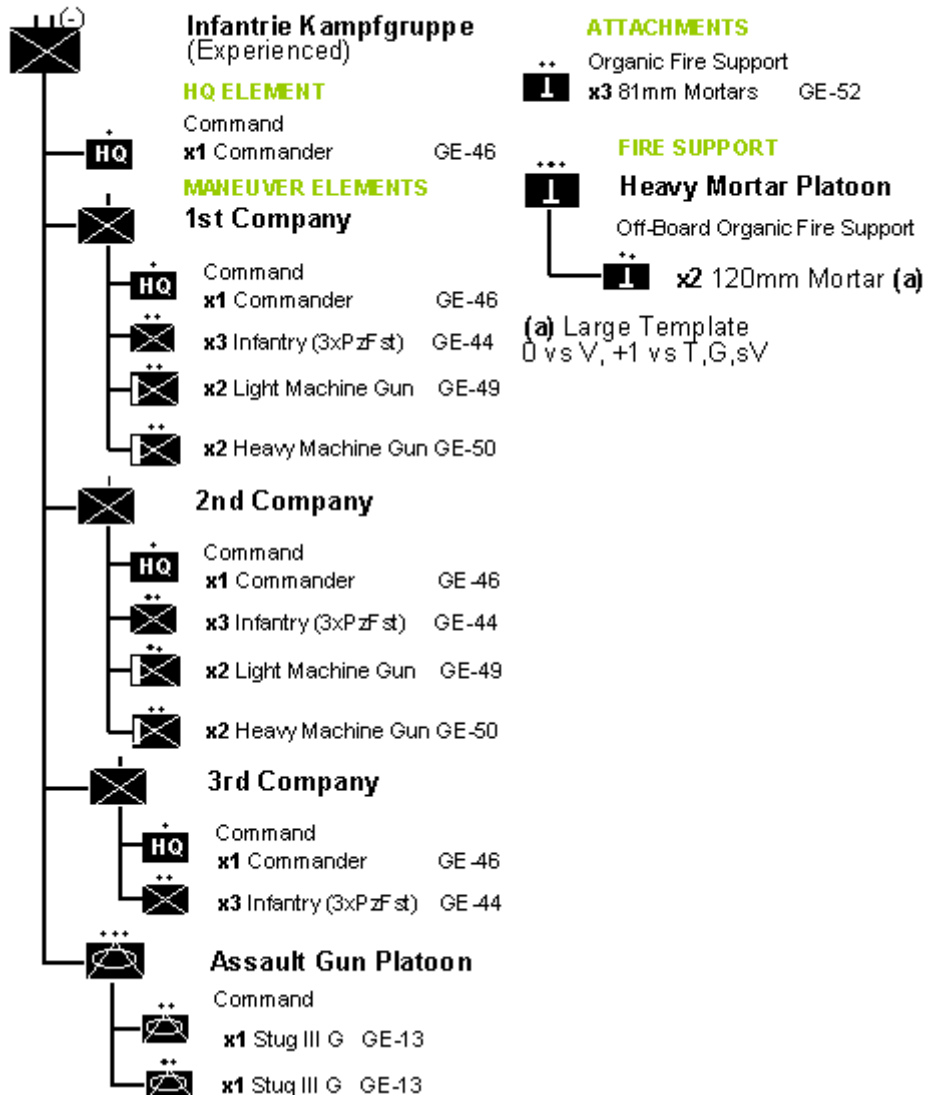 Infantrie Kampfgruppe
(Experienced)
HQ ELEMENT
Command
HQ
x1 Commander GE-46
MANEUVER ELEMENTS
1st Company
Command
HQ
x1 Commander GE-46
x3 Infantry (3xPzFst) GE-44
x2 Light Machine Gun GE-49
x2 Heavy Machine Gun GE-50
2nd Company
Command
HQ
x1 Commander GE-46
x3 Infantry (3xPzFst) GE-44
x2 Light Machine Gun GE-49
x2 Heavy Machine Gun GE-50
3rd Company
Command
HQ
x1 Commander GE-46
x3 Infantry (3xPzFst) GE-44
Assault Gun Platoon
Command
x1 Stug III G GE-13
x1 Stug III G GE-13
ATTACHMENTS
Organic Fire Support
x3 81mm Mortars GE-52
FIRE SUPPORT
Heavy Mortar Platoon
Off-Board Organic Fire Support
x2 120mm Mortar (a)
(a) Large Template
0 vs V, +1 vs T,G,sV